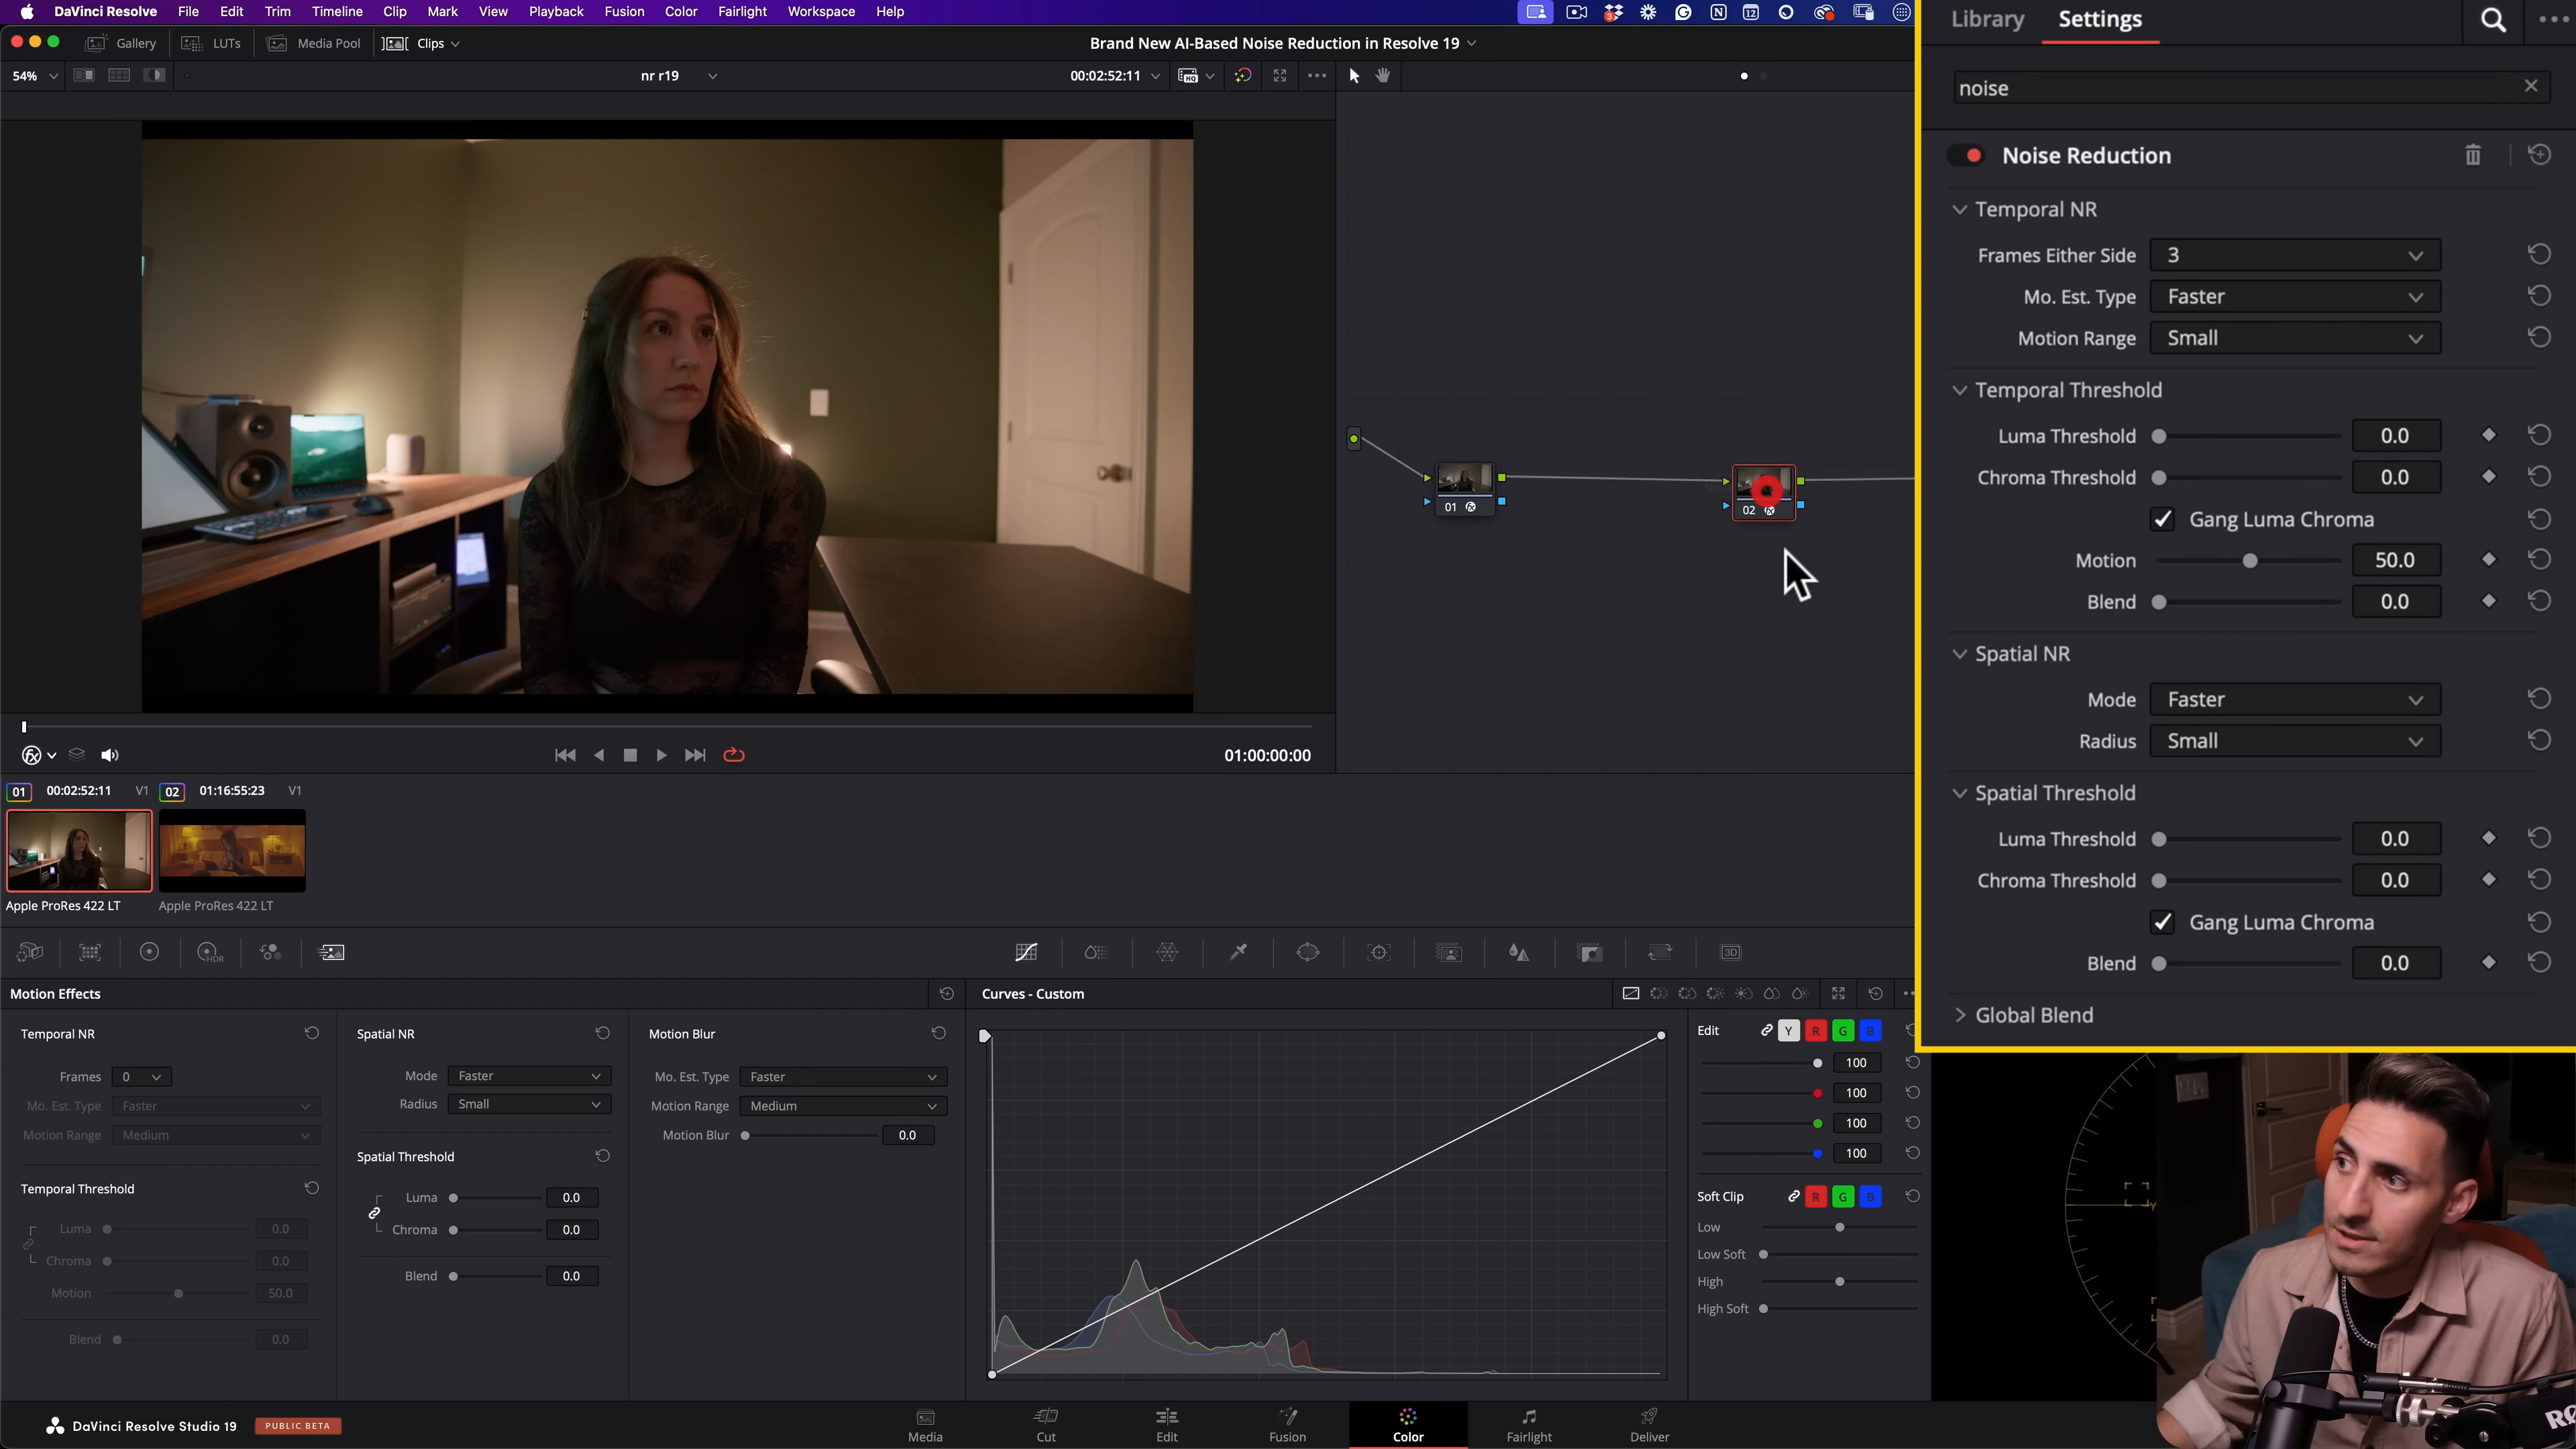 DaVinci Resolve File Edit Trim Timeline Clip Mark View Playback Fusion Color Fairlight Workspace Help
Gallery LUTs Media Pool Clips Brand New AI-Based Noise Reduction in Resolve 19
54% nr r19 00:02:52:11
Library Settings
noise
Noise Reduction
Temporal NR
Frames Either Side 3
Mo. Est. Type Faster
Motion Range Small
Temporal Threshold
Luma Threshold 0.0
Chroma Threshold 0.0
Gang Luma Chroma
Motion 50.0
Blend 0.0
Spatial NR
Mode Faster
Radius Small
Spatial Threshold
Luma Threshold 0.0
Chroma Threshold 0.0
Gang Luma Chroma
Blend 0.0
Global Blend
01 02
01:00:00:00
01 00:02:52:11 V1 02 01:16:55:23 V1
Apple ProRes 422 LT Apple ProRes 422 LT
HDR 3D
Motion Effects
Temporal NR
Frames 0
Mo. Est. Type Faster
Motion Range Medium
Temporal Threshold
Luma 0.0
Chroma 0.0
Motion 50.0
Blend 0.0
Spatial NR
Mode Faster
Radius Small
Spatial Threshold
Luma 0.0
Chroma 0.0
Blend 0.0
Motion Blur
Mo. Est. Type Faster
Motion Range Medium
Motion Blur 0.0
Curves - Custom
Edit Y R G B
100
100
100
100
Soft Clip R G B
Low
Low Soft
High
High Soft
DaVinci Resolve Studio 19 PUBLIC BETA
Media Cut Edit Fusion Color Fairlight Deliver